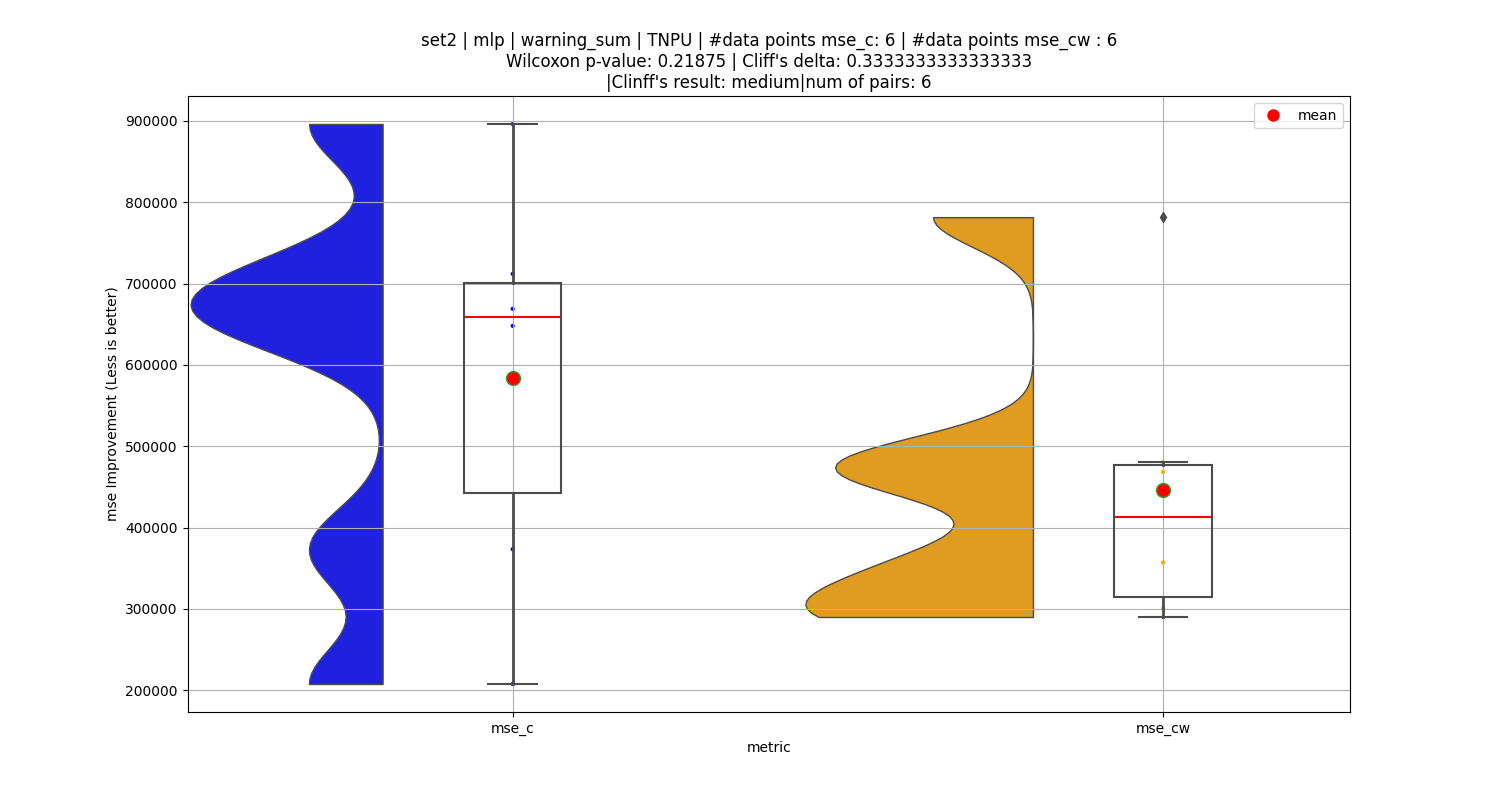 set2 | mlp | warning_sum | TNPU | #data points mse_c: 6 | #data points mse_cw : 6
Wilcoxon p-value: 0.21875 | Cliff's delta: 0.3333333333333333
|Clinff's result: medium|num of pairs: 6
mean
900000
800000
700000
600000
500000
400000
300000
200000
mse Improvement (Less is better)
mse_c
mse_cw
metric